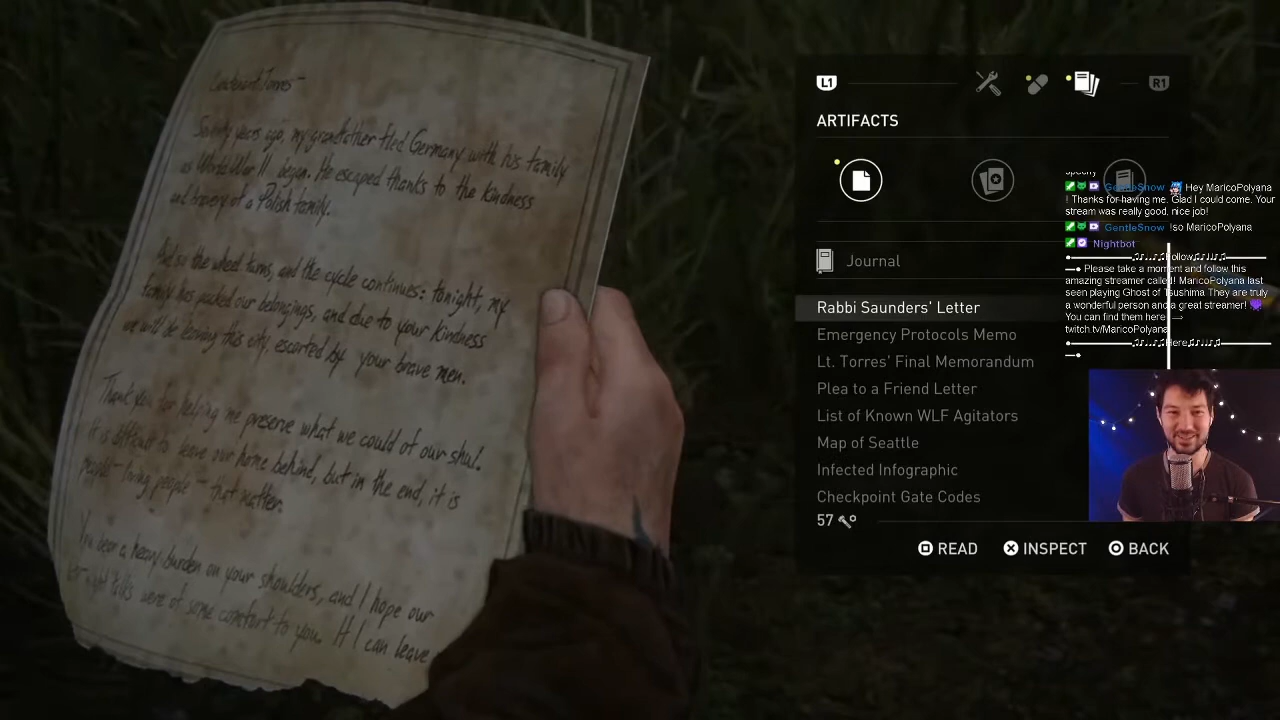 Lieutenant Torres-
Seventy years ago, my grandfather fled Germany with his family
as World War II began. He escaped thanks to the kindness
and bravery of a Polish family.
And so the wheel turns, and the cycle continues: tonight, my
family has packed our belongings, and due to your kindness
we will be leaving this city, escorted by your brave men.
Thank you for helping me preserve what we could of our shul.
It is difficult to leave our home behind, but in the end, it is
people - living people - that matter.
You bear a heavy burden on your shoulders, and I hope our
late night talks were of some comfort to you. If I can leave
L1
R1
ARTIFACTS
Journal
Rabbi Saunders' Letter
Emergency Protocols Memo
Lt. Torres' Final Memorandum
Plea to a Friend Letter
List of Known WLF Agitators
Map of Seattle
Infected Infographic
Checkpoint Gate Codes
57
READ
INSPECT
BACK
GentleSnow Hey MaricoPolyana
! Thanks for having me. Glad I could come. Your
stream was really good, nice job!
GentleSnow !so MaricoPolyana
Nightbot
Follow
Please take a moment and follow this
amazing streamer called! MaricoPolyana last
seen playing Ghost of Tsushima They are truly
a wonderful person and a great streamer!
You can find them here
twitch.tv/MaricoPolyana
Here